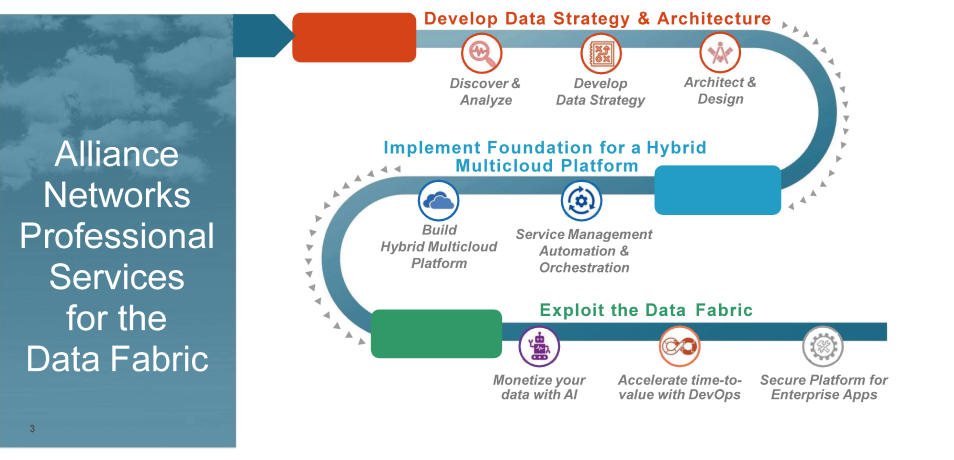 Alliance
Networks
Professional
Services
for the
Data Fabric
3
Develop Data Strategy & Architecture
Discover &
Analyze
Develop
Data Strategy
Architect &
Design
Implement Foundation for a Hybrid
Multicloud Platform
Build
Hybrid Multicloud
Platform
Service Management
Automation &
Orchestration
Exploit the Data Fabric
Monetize your
data with AI
Accelerate time-to-
value with DevOps
Secure Platform for
Enterprise Apps